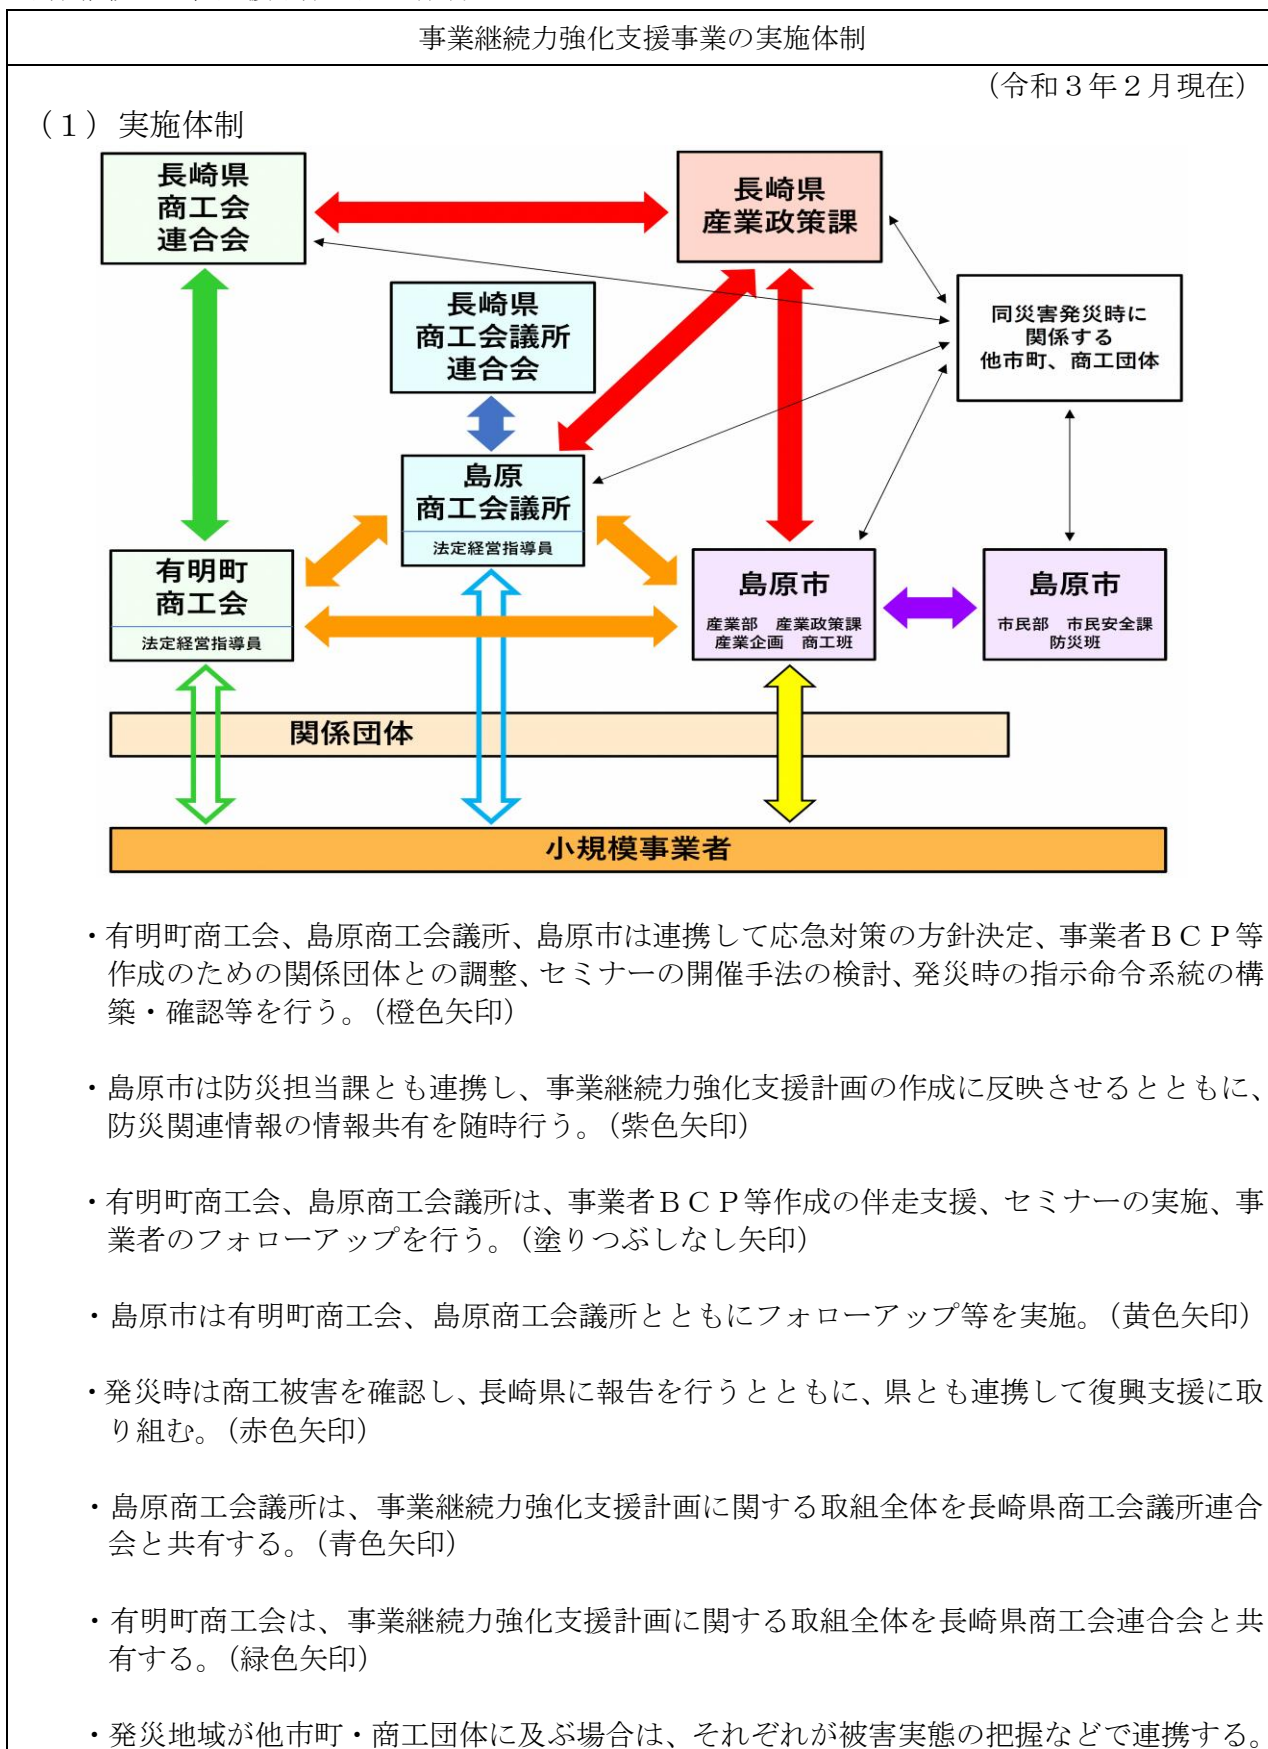 事業継続力強化支援事業の実施体制
（令和３年２月現在）
（１）実施体制
長崎県
商工会
連合会
長崎県
産業政策課
長崎県
商工会議所
連合会
同災害発災時に
関係する
他市町、商工団体
島原
商工会議所
法定経営指導員
有明町
商工会
法定経営指導員
島原市
産業部　産業政策課
産業企画　商工班
島原市
市民部　市民安全課
防災班
関係団体
小規模事業者
・有明町商工会、島原商工会議所、島原市は連携して応急対策の方針決定、事業者ＢＣＰ等
作成のための関係団体との調整、セミナーの開催手法の検討、発災時の指示命令系統の構
築・確認等を行う。（橙色矢印）
・島原市は防災担当課とも連携し、事業継続力強化支援計画の作成に反映させるとともに、
防災関連情報の情報共有を随時行う。（紫色矢印）
・有明町商工会、島原商工会議所は、事業者ＢＣＰ等作成の伴走支援、セミナーの実施、事
業者のフォローアップを行う。（塗りつぶしなし矢印）
・島原市は有明町商工会、島原商工会議所とともにフォローアップ等を実施。（黄色矢印）
・発災時は商工被害を確認し、長崎県に報告を行うとともに、県とも連携して復興支援に取
り組む。（赤色矢印）
・島原商工会議所は、事業継続力強化支援計画に関する取組全体を長崎県商工会議所連合
会と共有する。（青色矢印）
・有明町商工会は、事業継続力強化支援計画に関する取組全体を長崎県商工会連合会と共
有する。（緑色矢印）
・発災地域が他市町・商工団体に及ぶ場合は、それぞれが被害実態の把握などで連携する。